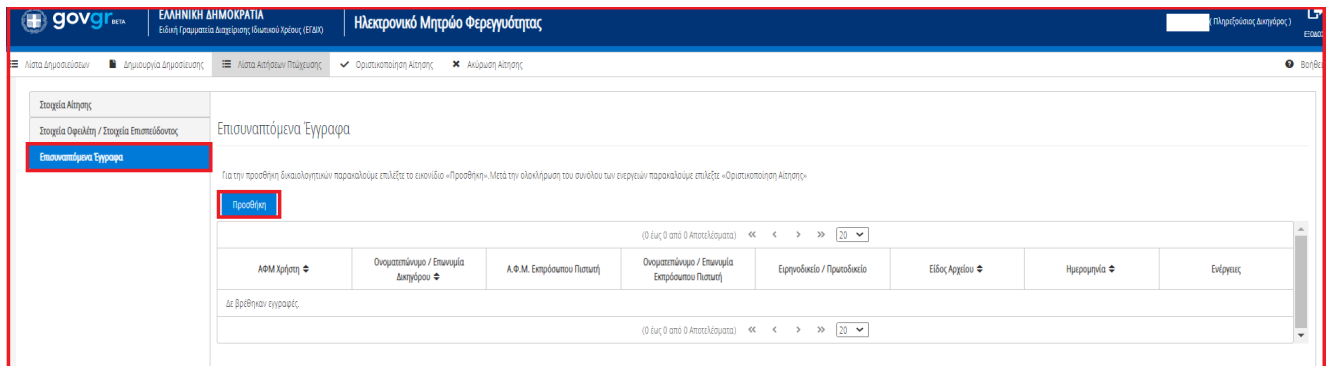 govgr BETA
ΕΛΛΗΝΙΚΗ ΔΗΜΟΚΡΑΤΙΑ
Ειδική Γραμματεία Διαχείρισης Ιδιωτικού Χρέους (ΕΓΔΙΧ)
Ηλεκτρονικό Μητρώο Φερεγγυότητας
( Πληρεξούσιος Δικηγόρος )
ΕΞΟΔΟΣ
Λίστα Δημοσιεύσεων Δημιουργία Δημοσίευσης Λίστα Αιτήσεων Πτώχευσης Οριστικοποίηση Αίτησης Ακύρωση Αίτησης Βοήθει
Στοιχεία Αίτησης
Στοιχεία Οφειλέτη / Στοιχεία Επισπεύδοντος
Επισυναπτόμενα Έγγραφα
Επισυναπτόμενα Έγγραφα
Για την προσθήκη δικαιολογητικών παρακαλούμε επιλέξτε το εικονίδιο «Προσθήκη».Μετά την ολοκλήρωση του συνόλου των ενεργειών παρακαλούμε επιλέξτε «Οριστικοποίηση Αίτησης»
Προσθήκη
(0 έως 0 από 0 Αποτελέσματα) 20
ΑΦΜ Χρήστη Ονοματεπώνυμο / Επωνυμία Δικηγόρου Α.Φ.Μ. Εκπρόσωπου Πιστωτή Ονοματεπώνυμο / Επωνυμία Εκπρόσωπου Πιστωτή Ειρηνοδικείο / Πρωτοδικείο Είδος Αρχείου Ημερομηνία Ενέργειες
Δε βρέθηκαν εγγραφές.
(0 έως 0 από 0 Αποτελέσματα) 20